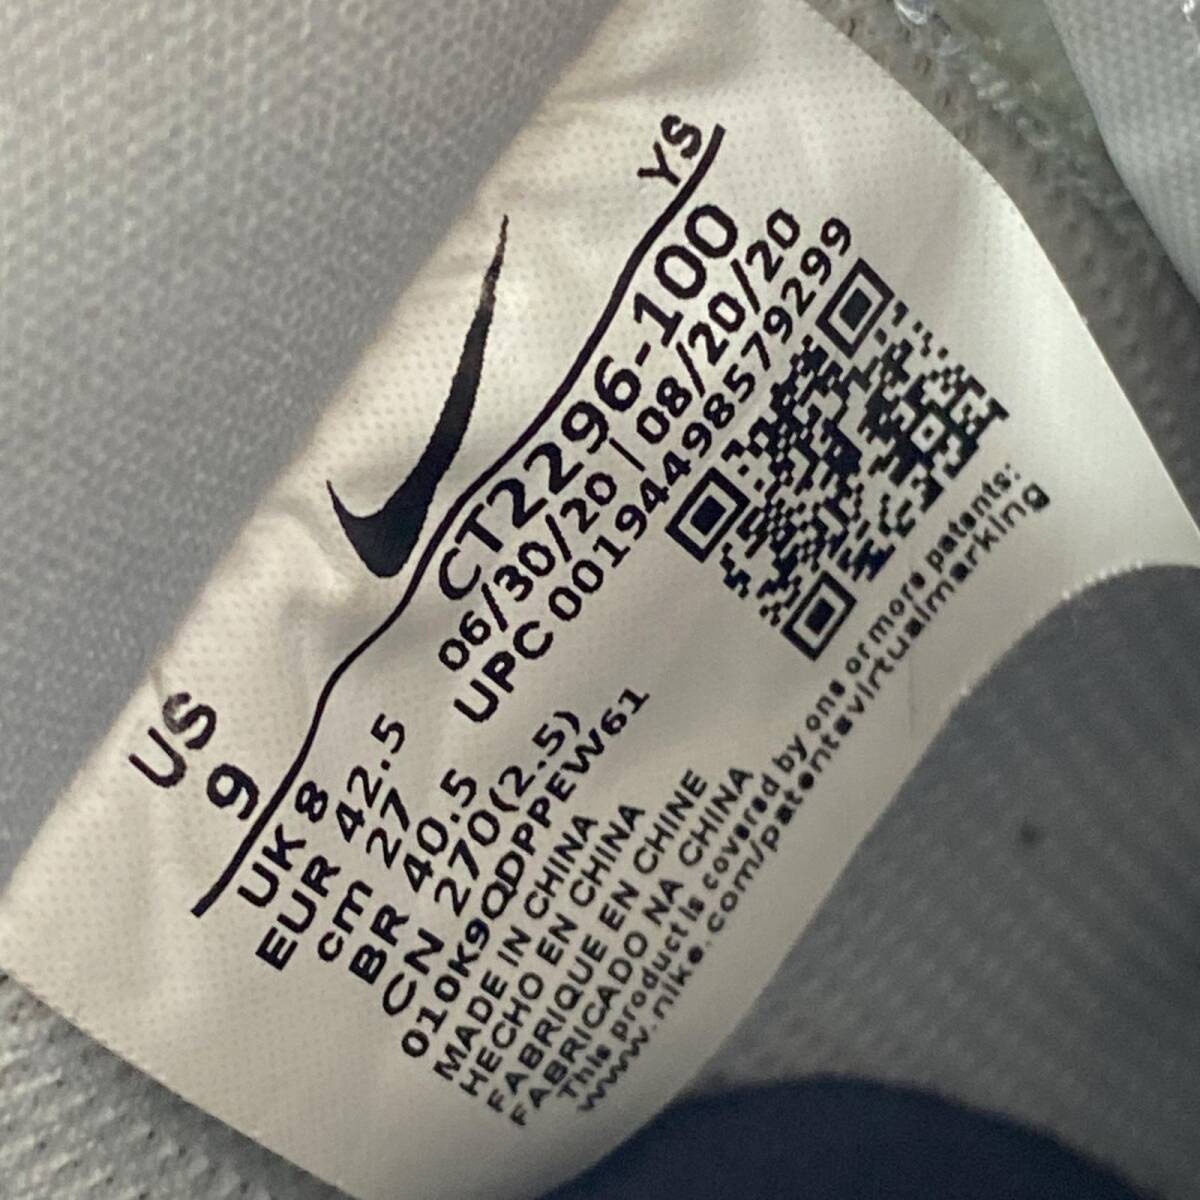 US
9
YS
UK 8
EUR 42.5
cm 27
BR 40.5
CN 270(2.5)
CT2296-100
06/30/20 | 08/20/20
UPC 00194498579299
010K9QDPPEW61
MADE IN CHINA
HECHO EN CHINA
FABRIQUE EN CHINE
FABRICADO NA CHINA
This product is covered by one or more patents:
www.nike.com/patentsvirtualmarking